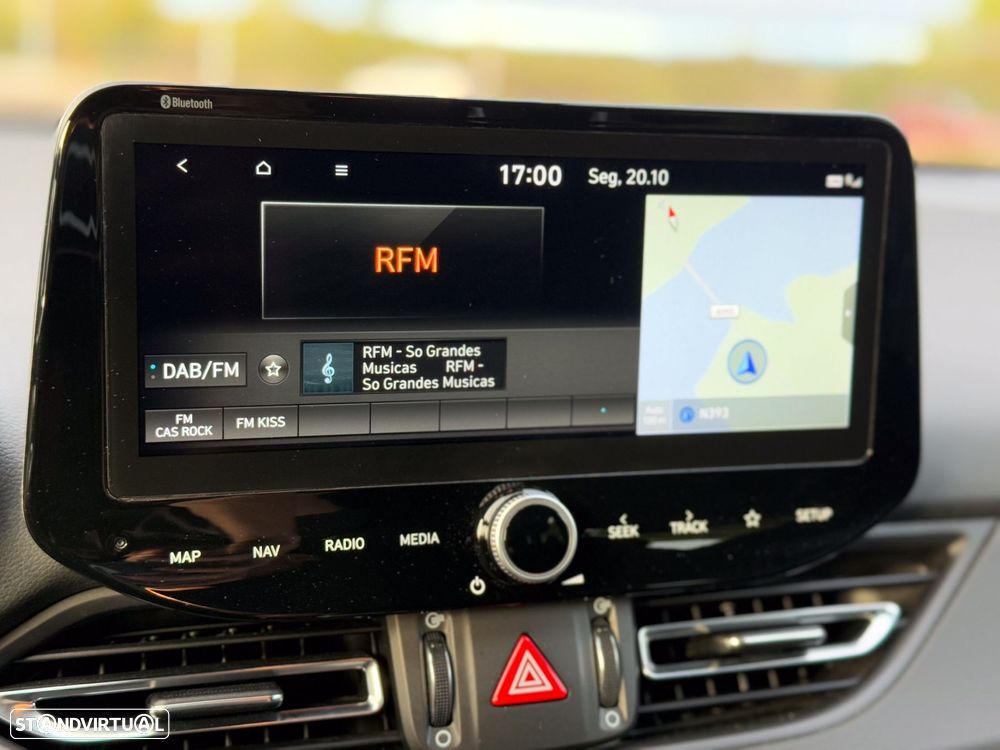 Bluetooth
17:00 Seg, 20.10
RFM
DAB/FM
RFM - So Grandes
Musicas RFM -
So Grandes Musicas
FM
CAS ROCK
FM KISS
Auto
N393
MAP NAV RADIO MEDIA
SEEK TRACK SETUP
STANDVIRTUAL